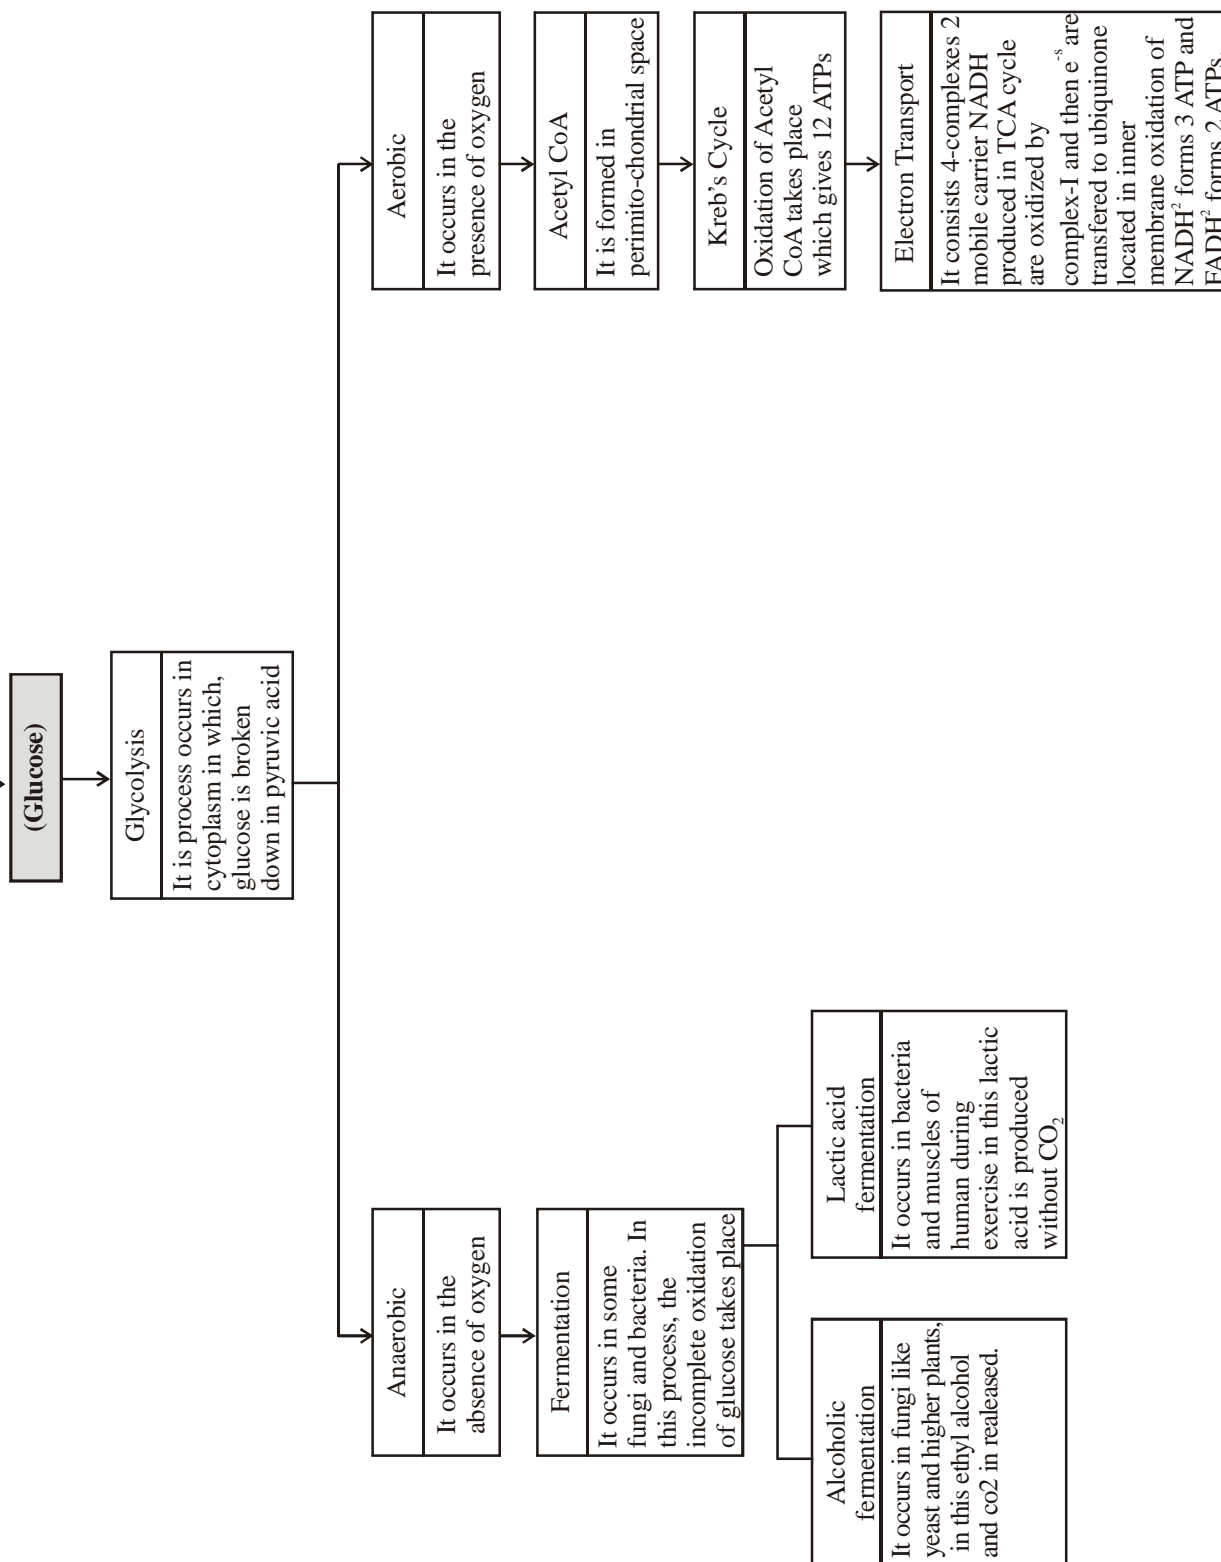 (Glucose)
Glycolysis
It is process occurs in
cytoplasm in which,
glucose is broken
down in pyruvic acid
Anaerobic
It occurs in the
absence of oxygen
Fermentation
It occurs in some
fungi and bacteria. In
this process, the
incomplete oxidation
of glucose takes place
Alcoholic
fermentation
It occurs in fungi like
yeast and higher plants,
in this ethyl alcohol
and co2 in realeased.
Lactic acid
fermentation
It occurs in bacteria
and muscles of
human during
exercise in this lactic
acid is produced
without CO₂
Aerobic
It occurs in the
presence of oxygen
Acetyl CoA
It is formed in
perimito-chondrial space
Kreb's Cycle
Oxidation of Acetyl
CoA takes place
which gives 12 ATPs
Electron Transport
It consists 4-complexes 2
mobile carrier NADH
produced in TCA cycle
are oxidized by
complex-I and then e⁻ˢ are
transfered to ubiquinone
located in inner
membrane oxidation of
NADH² forms 3 ATP and
FADH² forms 2 ATPs.